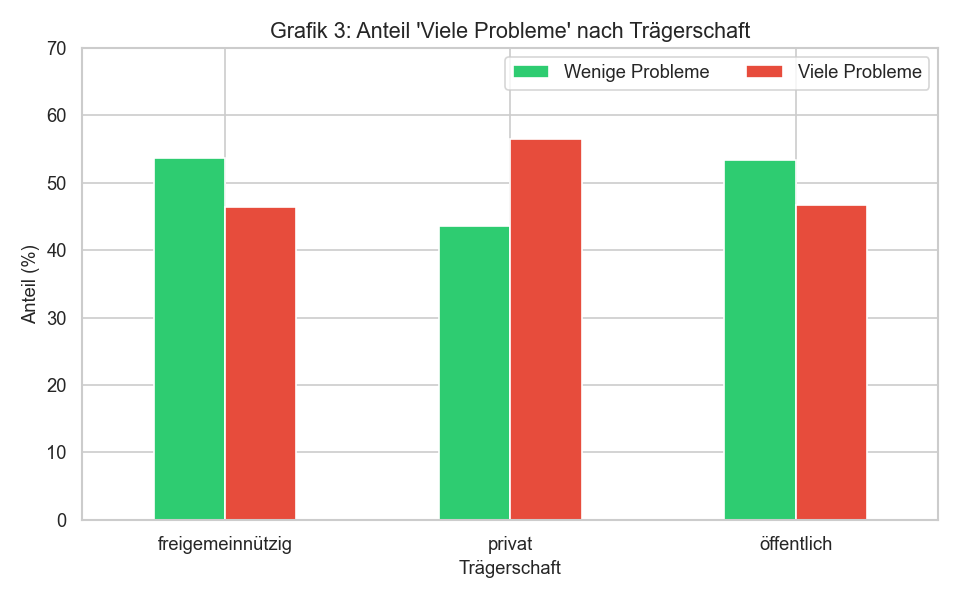 Grafik 3: Anteil 'Viele Probleme' nach Trägerschaft
Wenige Probleme
Viele Probleme
70
60
50
40
30
20
10
0
Anteil (%)
freigemeinnützig
privat
öffentlich
Trägerschaft